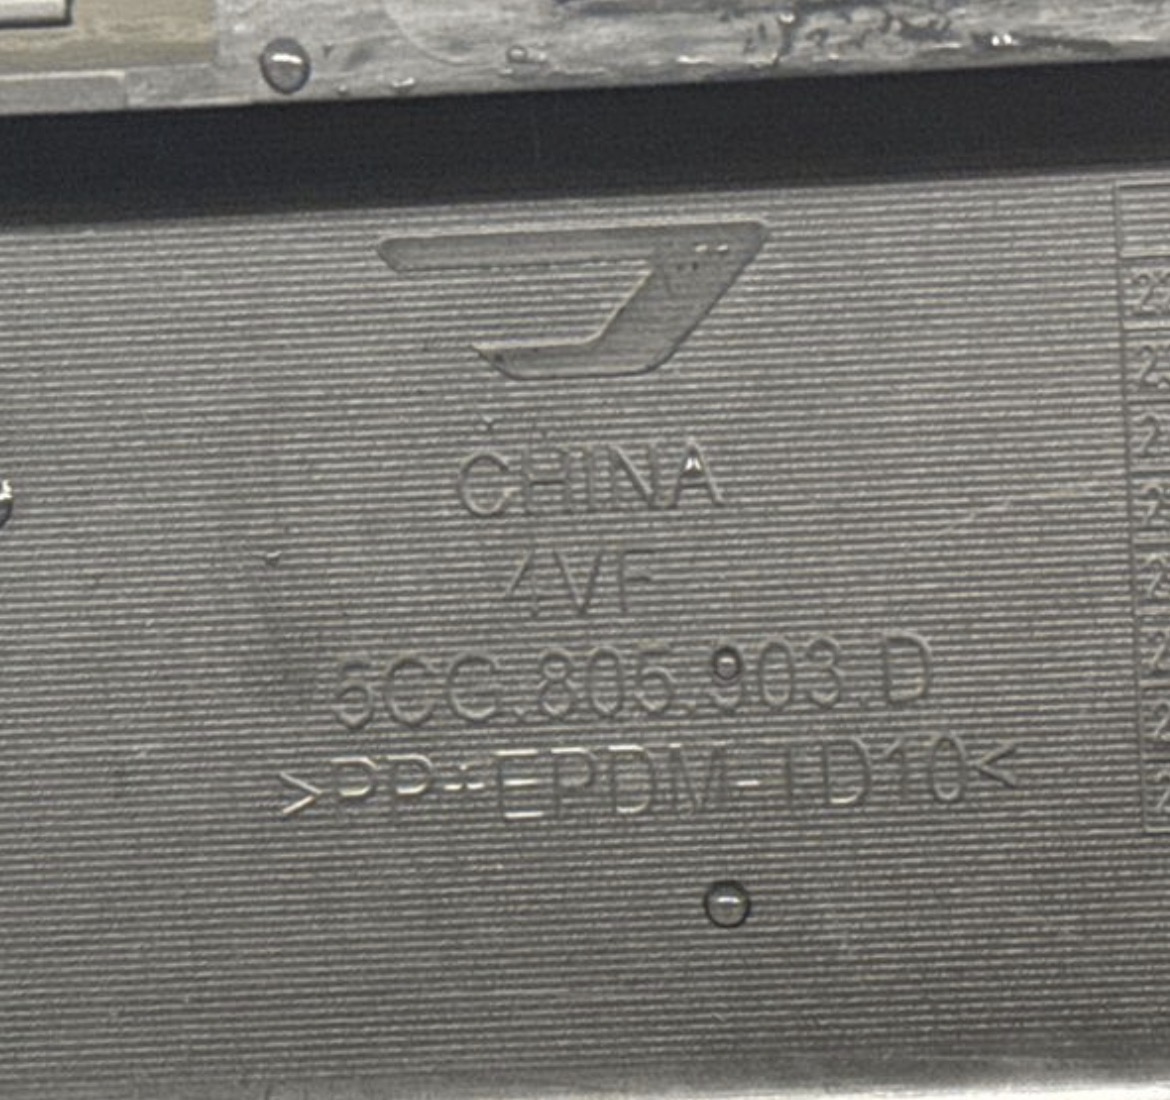 CHINA
4VF
5CG.805.903.D
>PP+EPDM-TD10<